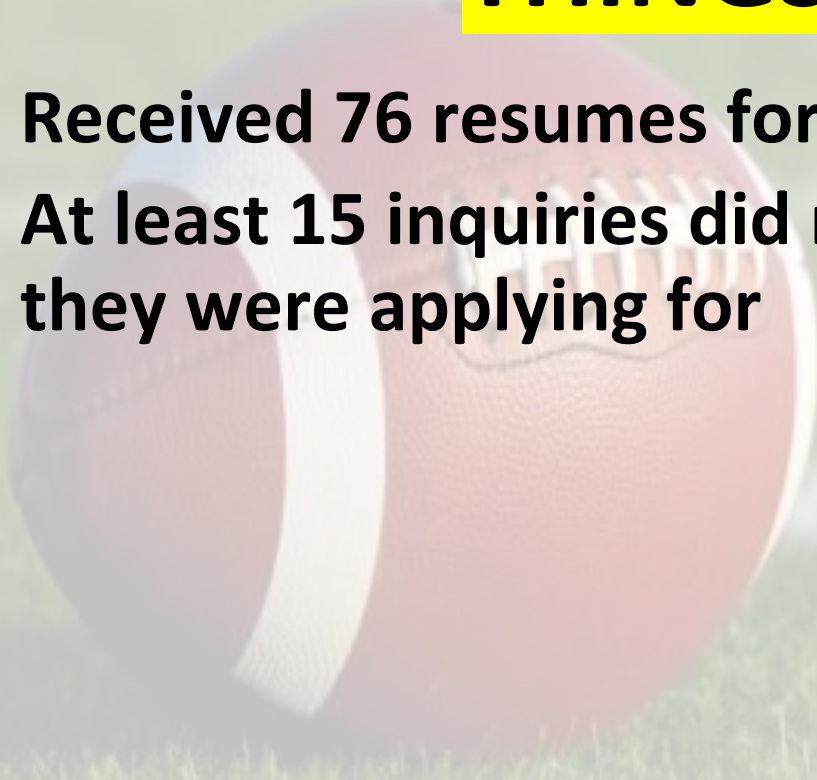 Received 76 resumes for
At least 15 inquiries did
they were applying for